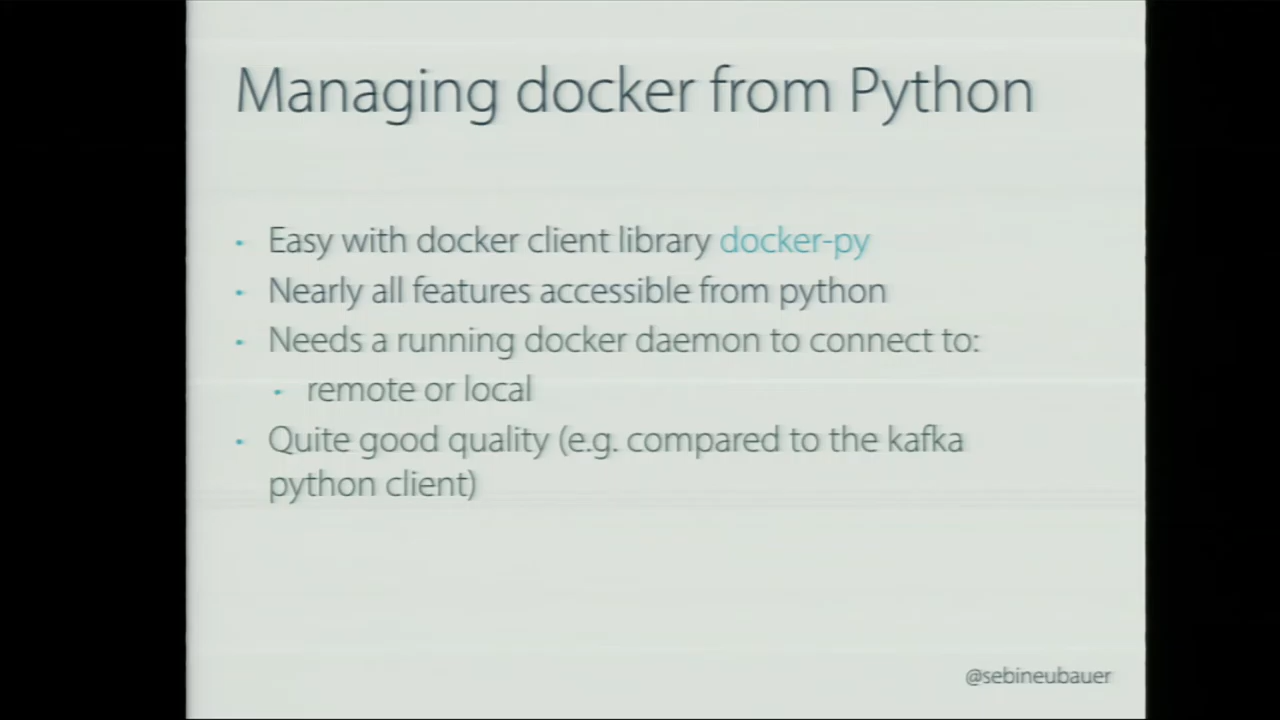 Managing docker from Python
• Easy with docker client library docker-py
• Nearly all features accessible from python
• Needs a running docker daemon to connect to:
• remote or local
• Quite good quality (e.g. compared to the kafka
python client)
@sebineubauer